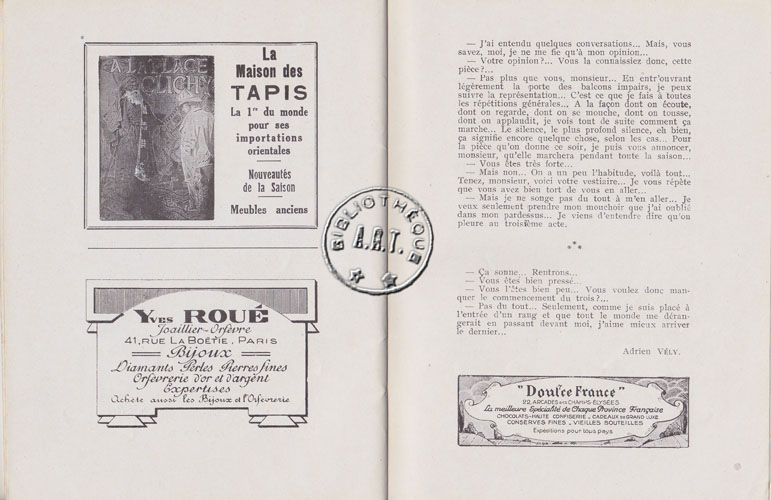 A LA PLACE
CLICHY
La
Maison des
TAPIS
La 1re du monde
pour ses
importations
orientales
Nouveautés
de la Saison
Meubles anciens
YVES ROUÉ
Joaillier-Orfèvre
41, RUE LA BOËTIE, PARIS
Bijoux
Diamants Perles Pierres fines
Orfèvrerie d'or et d'argent
Expertises
Achète aussi les Bijoux et l'Orfèvrerie
BIBLIOTHÈQUE
A.R.T.
— J'ai entendu quelques conversations... Mais, vous
savez, moi, je ne me fie qu'à mon opinion...
— Votre opinion?... Vous la connaissiez donc, cette
pièce?...
— Pas plus que vous, monsieur... En entr'ouvrant
légèrement la porte des balcons impairs, je peux
suivre la représentation... C'est ce que je fais à toutes
les répétitions générales... A la façon dont on écoute,
dont on regarde, dont on se mouche, dont on tousse,
dont on applaudit, je vois tout de suite comment ça
marche... Le silence, le plus profond silence, eh bien,
ça signifie encore quelque chose, selon les cas... Pour
la pièce qu'on donne ce soir, je puis vous annoncer,
monsieur, qu'elle marchera pendant toute la saison...
— Vous êtes très forte...
— Mais non... On a un peu l'habitude, voilà tout...
Tenez, monsieur, voici votre vestiaire... Je vous répète
que vous avez bien tort de vous en aller...
— Mais je ne songe pas du tout à m'en aller... Je
veux seulement prendre mon mouchoir que j'ai oublié
dans mon pardessus... Je viens d'entendre dire qu'on
pleure au troisième acte.
— Ça sonne... Rentrons...
— Vous êtes bien pressé...
— Vous l'êtes bien peu... Vous voulez donc man-
quer le commencement du trois?...
— Pas du tout... Seulement, comme je suis placé à
l'entrée d'un rang et que tout le monde me déran-
gerait en passant devant moi, j'aime mieux arriver
le dernier...
Adrien VÉLY.
"Doulce France"
ARCADES DES CHAMPS-ÉLYSÉES
La meilleure Spécialité de Chaque Province Française
CHOCOLATS-HAUTE CONFISERIE, CADEAUX DE GRAND LUXE
CONSERVES FINES, VIEILLES BOUTEILLES
Expéditions pour tous pays